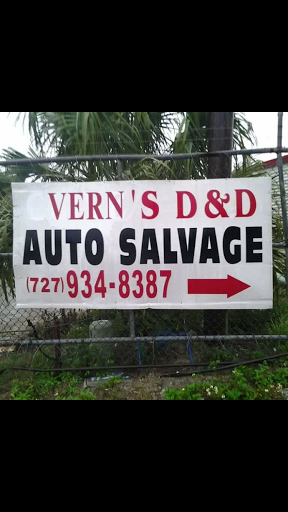 VERN'S D&D
AUTO SALVAGE
(727)934-8387